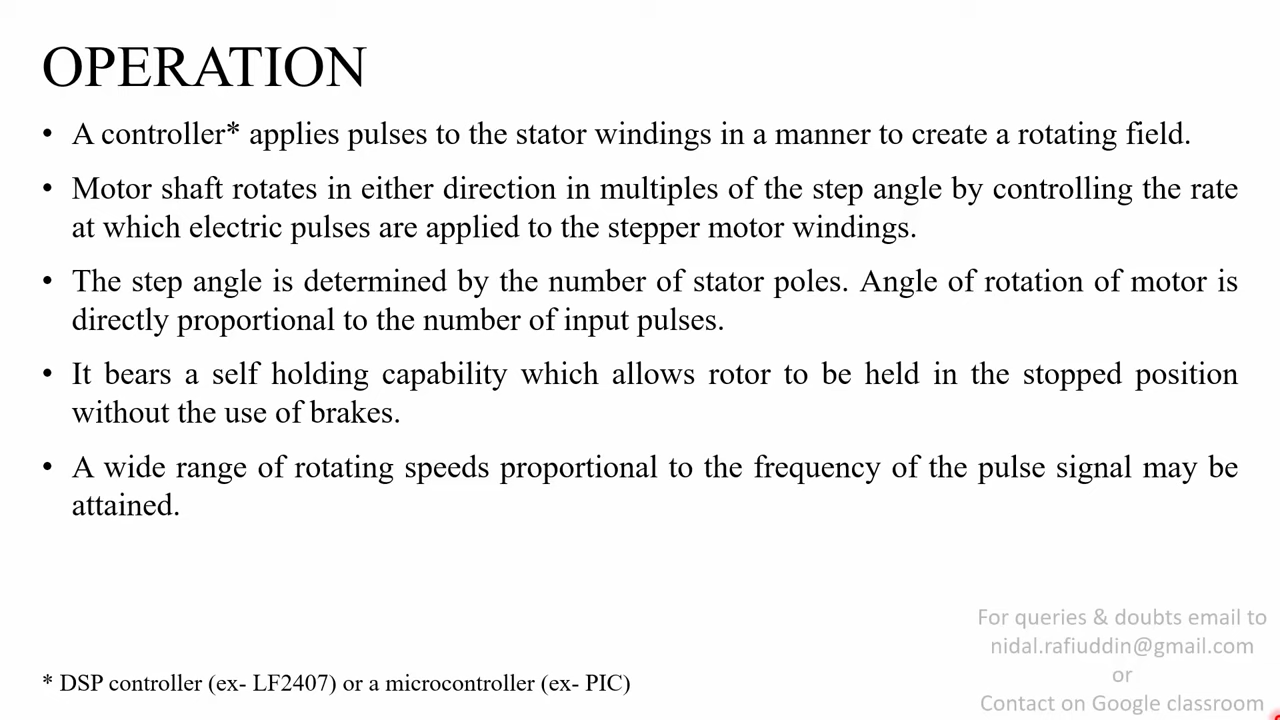 OPERATION
• A controller* applies pulses to the stator windings in a manner to create a rotating field.
• Motor shaft rotates in either direction in multiples of the step angle by controlling the rate
at which electric pulses are applied to the stepper motor windings.
• The step angle is determined by the number of stator poles. Angle of rotation of motor is
directly proportional to the number of input pulses.
• It bears a self holding capability which allows rotor to be held in the stopped position
without the use of brakes.
• A wide range of rotating speeds proportional to the frequency of the pulse signal may be
attained.
For queries & doubts email to
nidal.rafiuddin@gmail.com
or
Contact on Google classroom
* DSP controller (ex- LF2407) or a microcontroller (ex- PIC)